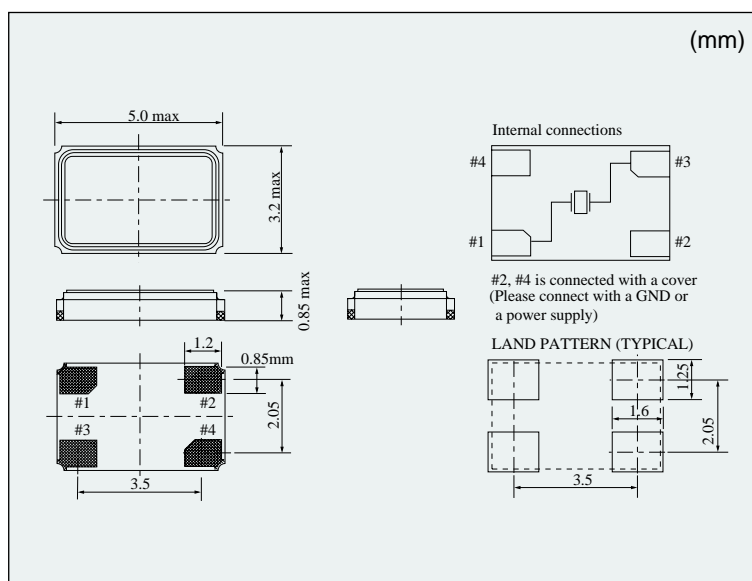 (mm)
5.0 max
3.2 max
0.85 max
1.2
0.85mm
#1
#2
#3
#4
2.05
3.5
Internal connections
#4
#3
#1
#2
#2, #4 is connected with a cover
(Please connect with a GND or
a power supply)
LAND PATTERN (TYPICAL)
1.25
1.6
2.05
3.5